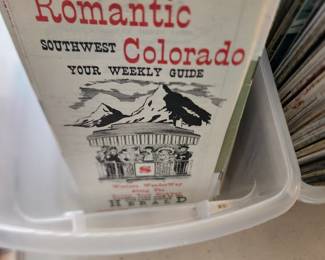 Romantic
SOUTHWEST Colorado
YOUR WEEKLY GUIDE
S
HERALD